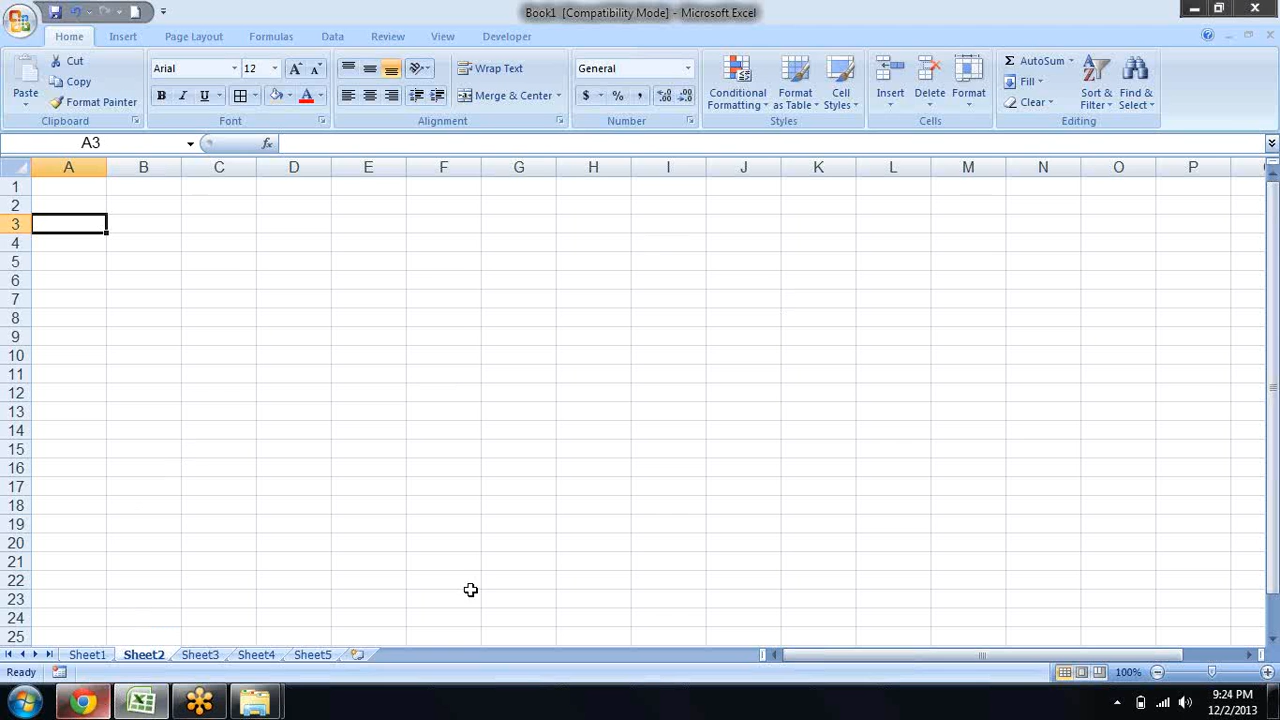 Book1 [Compatibility Mode] - Microsoft Excel
Home Insert Page Layout Formulas Data Review View Developer
Paste
Cut
Copy
Format Painter
Clipboard
Arial 12
B I U
Font
Wrap Text
Merge & Center
Alignment
General
$ % ,
Number
Conditional Formatting
Format as Table
Cell Styles
Styles
Insert
Delete
Format
Cells
Σ AutoSum
Fill
Clear
Sort & Filter
Find & Select
Editing
A3 fx
A B C D E F G H I J K L M N O P
1
2
3
4
5
6
7
8
9
10
11
12
13
14
15
16
17
18
19
20
21
22
23
24
25
Sheet1 Sheet2 Sheet3 Sheet4 Sheet5
Ready 100%
9:24 PM
12/2/2013